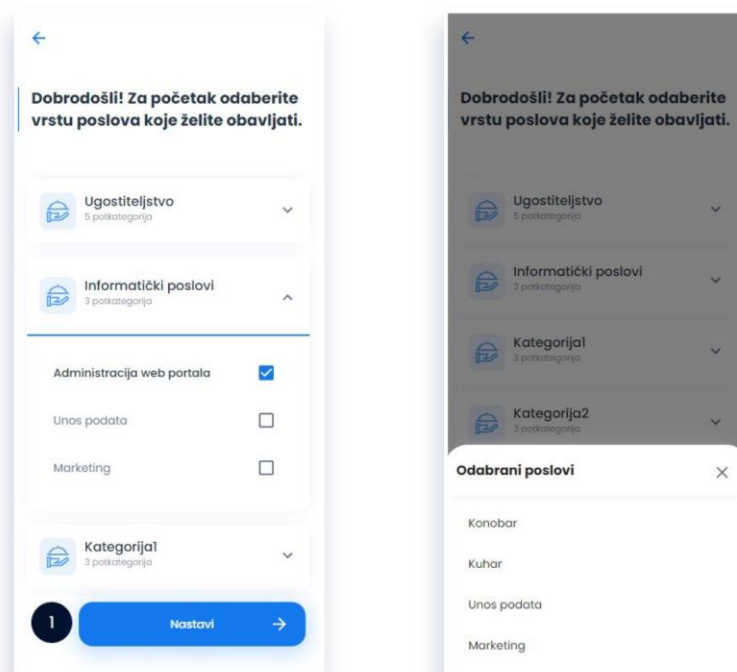 Dobrodošli! Za početak odaberite
vrstu poslova koje želite obavljati.
Ugostiteljstvo
5 potkategorija
Informatički poslovi
3 potkategorija
Administracija web portala
Unos podata
Marketing
Kategorija1
3 potkategorija
1
Nastavi
Dobrodošli! Za početak odaberite
vrstu poslova koje želite obavljati.
Ugostiteljstvo
5 potkategorija
Informatički poslovi
3 potkategorija
Kategorija1
3 potkategorija
Kategorija2
3 potkategorija
Odabrani poslovi
Konobar
Kuhar
Unos podata
Marketing